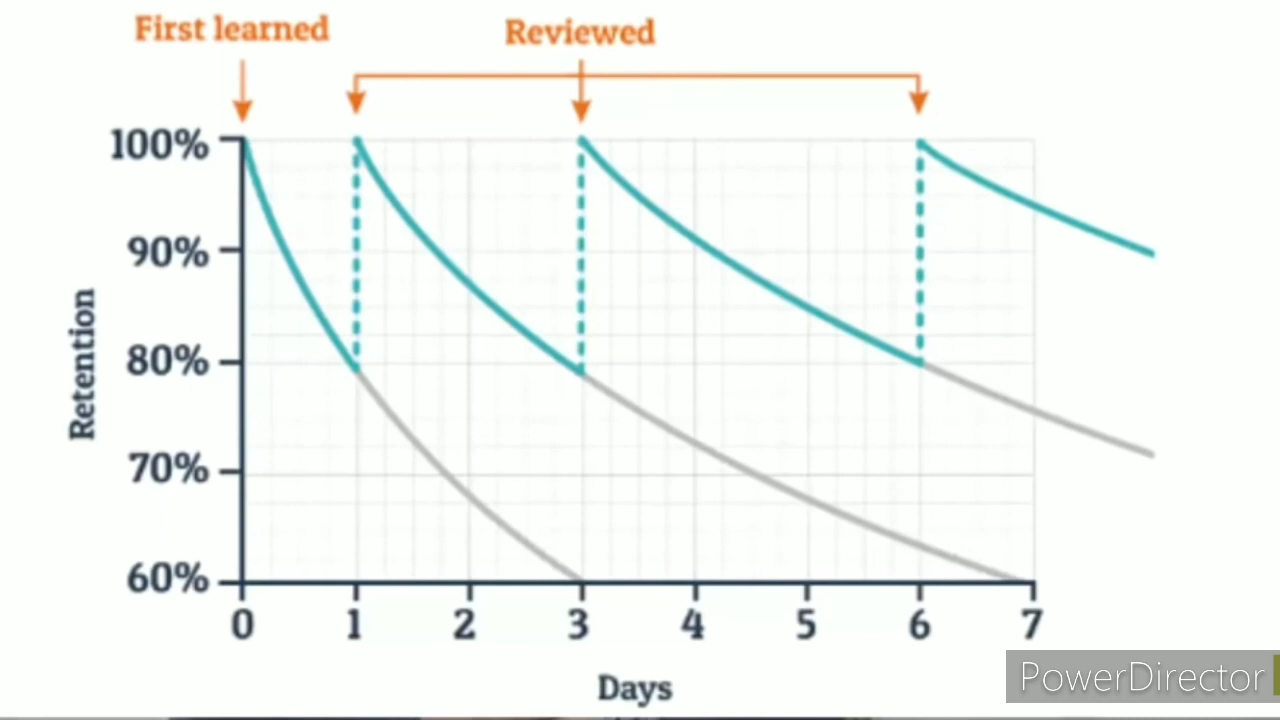 First learned
Reviewed
100%
90%
80%
70%
60%
Retention
0 1 2 3 4 5 6 7
Days
PowerDirector